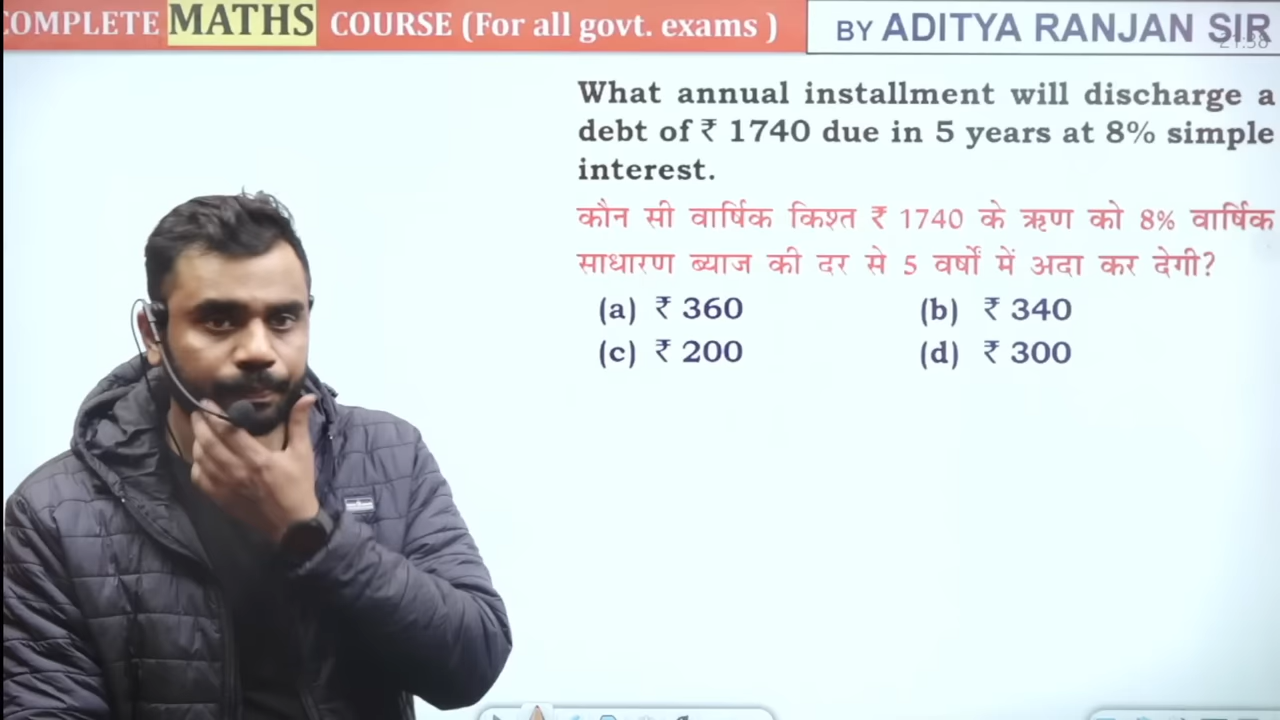 COMPLETE MATHS COURSE (For all govt. exams ) BY ADITYA RANJAN SIR
21:36
What annual installment will discharge a
debt of ₹ 1740 due in 5 years at 8% simple
interest.
कौन सी वार्षिक किश्त ₹ 1740 के ऋण को 8% वार्षिक
साधारण ब्याज की दर से 5 वर्षों में अदा कर देगी?
(a) ₹ 360 (b) ₹ 340
(c) ₹ 200 (d) ₹ 300